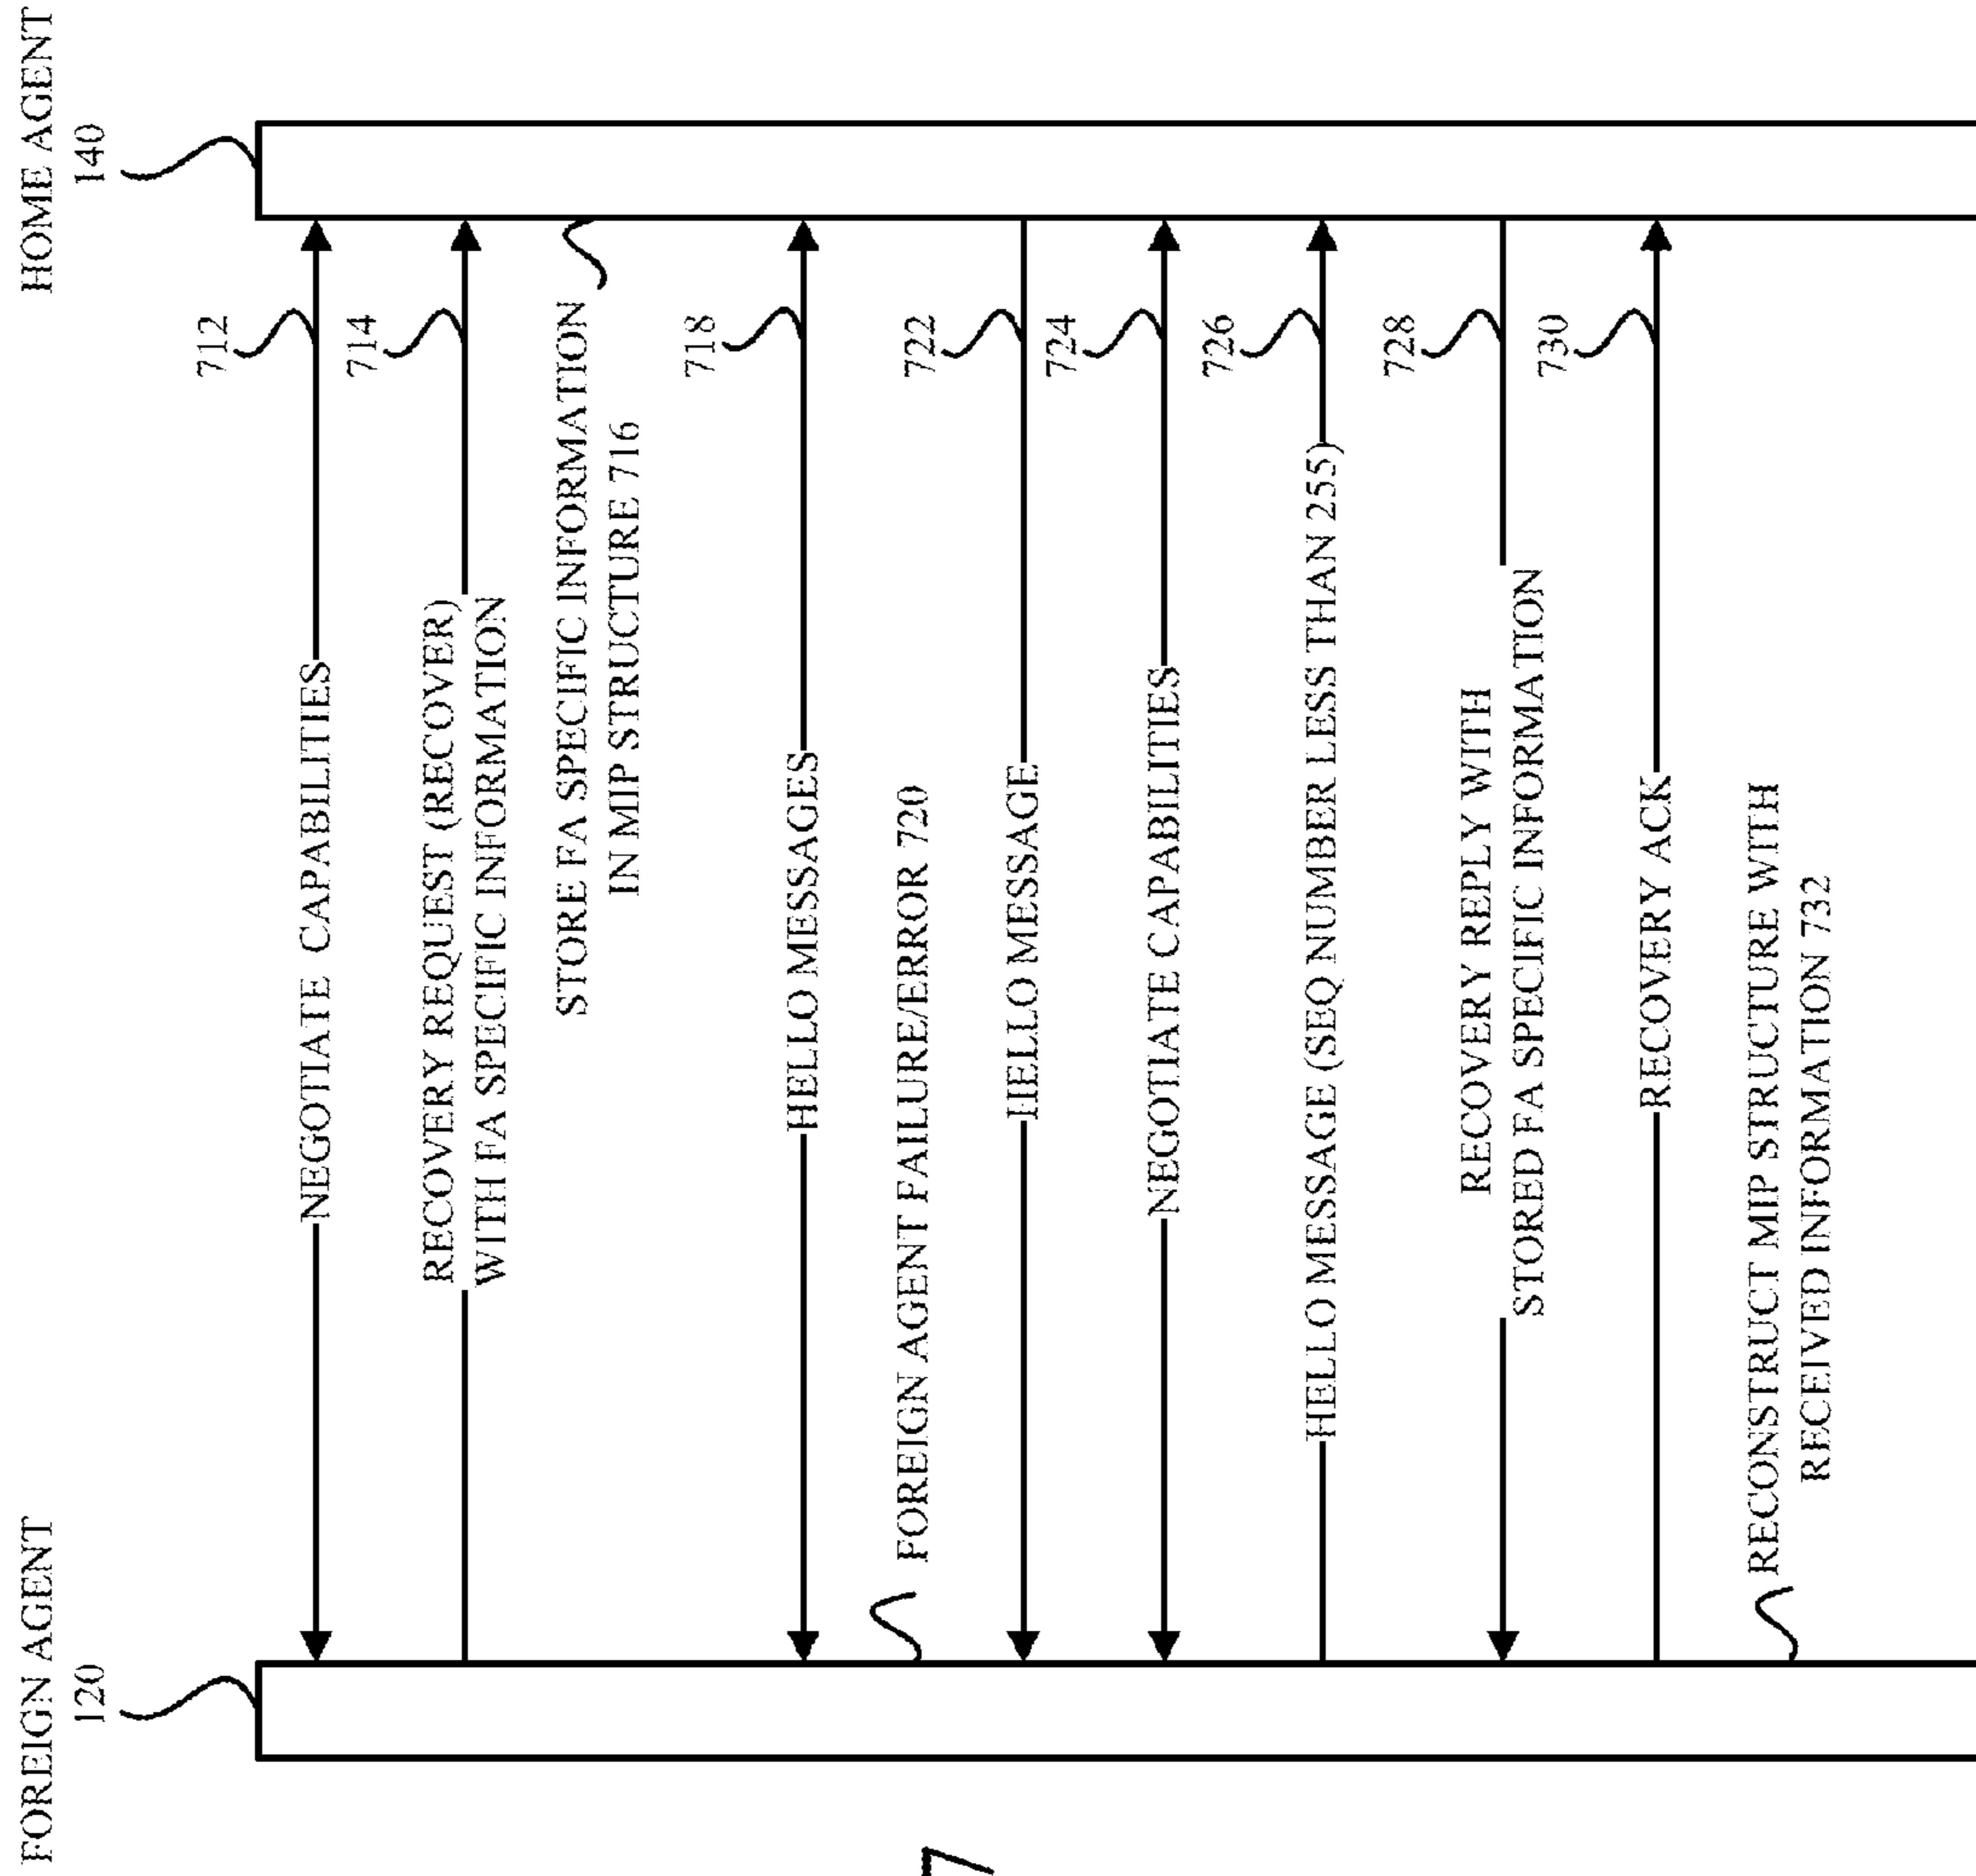 FOREIGN AGENT
120
HOME AGENT
140
712
NEGOTIATE CAPABILITIES
714
RECOVERY REQUEST (RECOVER)
WITH FA SPECIFIC INFORMATION
STORE FA SPECIFIC INFORMATION
IN MIP STRUCTURE 716
718
HELLO MESSAGES
FOREIGN AGENT FAILURE/ERROR 720
722
HELLO MESSAGE
724
NEGOTIATE CAPABILITIES
726
HELLO MESSAGE (SEQ NUMBER LESS THAN 255)
728
RECOVERY REPLY WITH
STORED FA SPECIFIC INFORMATION
730
RECOVERY ACK
RECONSTRUCT MIP STRUCTURE WITH
RECEIVED INFORMATION 732
7